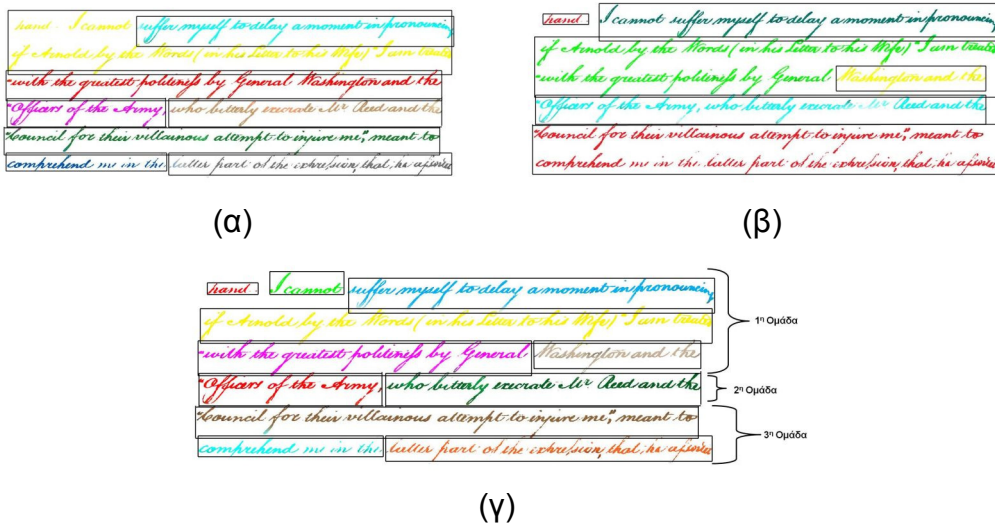 hand. I cannot suffer myself to delay a moment in pronouncing
if Arnold by the Words (in his Letter to his Wife) "I am treated
"with the greatest politeness by General Washington and the
"Officers of the Army, who bitterly execrate Mr Reed and the
"Council for their villainous attempt to injure me", meant to
comprehend me in the latter part of the expression, that, he asserted
(α)
hand. I cannot suffer myself to delay a moment in pronouncing
if Arnold by the Words (in his Letter to his Wife) "I am treated
"with the greatest politeness by General Washington and the
"Officers of the Army, who bitterly execrate Mr Reed and the
"Council for their villainous attempt to injure me", meant to
comprehend me in the latter part of the expression, that, he asserted
(β)
hand. I cannot suffer myself to delay a moment in pronouncing
if Arnold by the Words (in his Letter to his Wife) "I am treated
"with the greatest politeness by General Washington and the
1η Ομάδα
"Officers of the Army, who bitterly execrate Mr Reed and the
2η Ομάδα
"Council for their villainous attempt to injure me", meant to
comprehend me in the latter part of the expression, that, he asserted
3η Ομάδα
(γ)